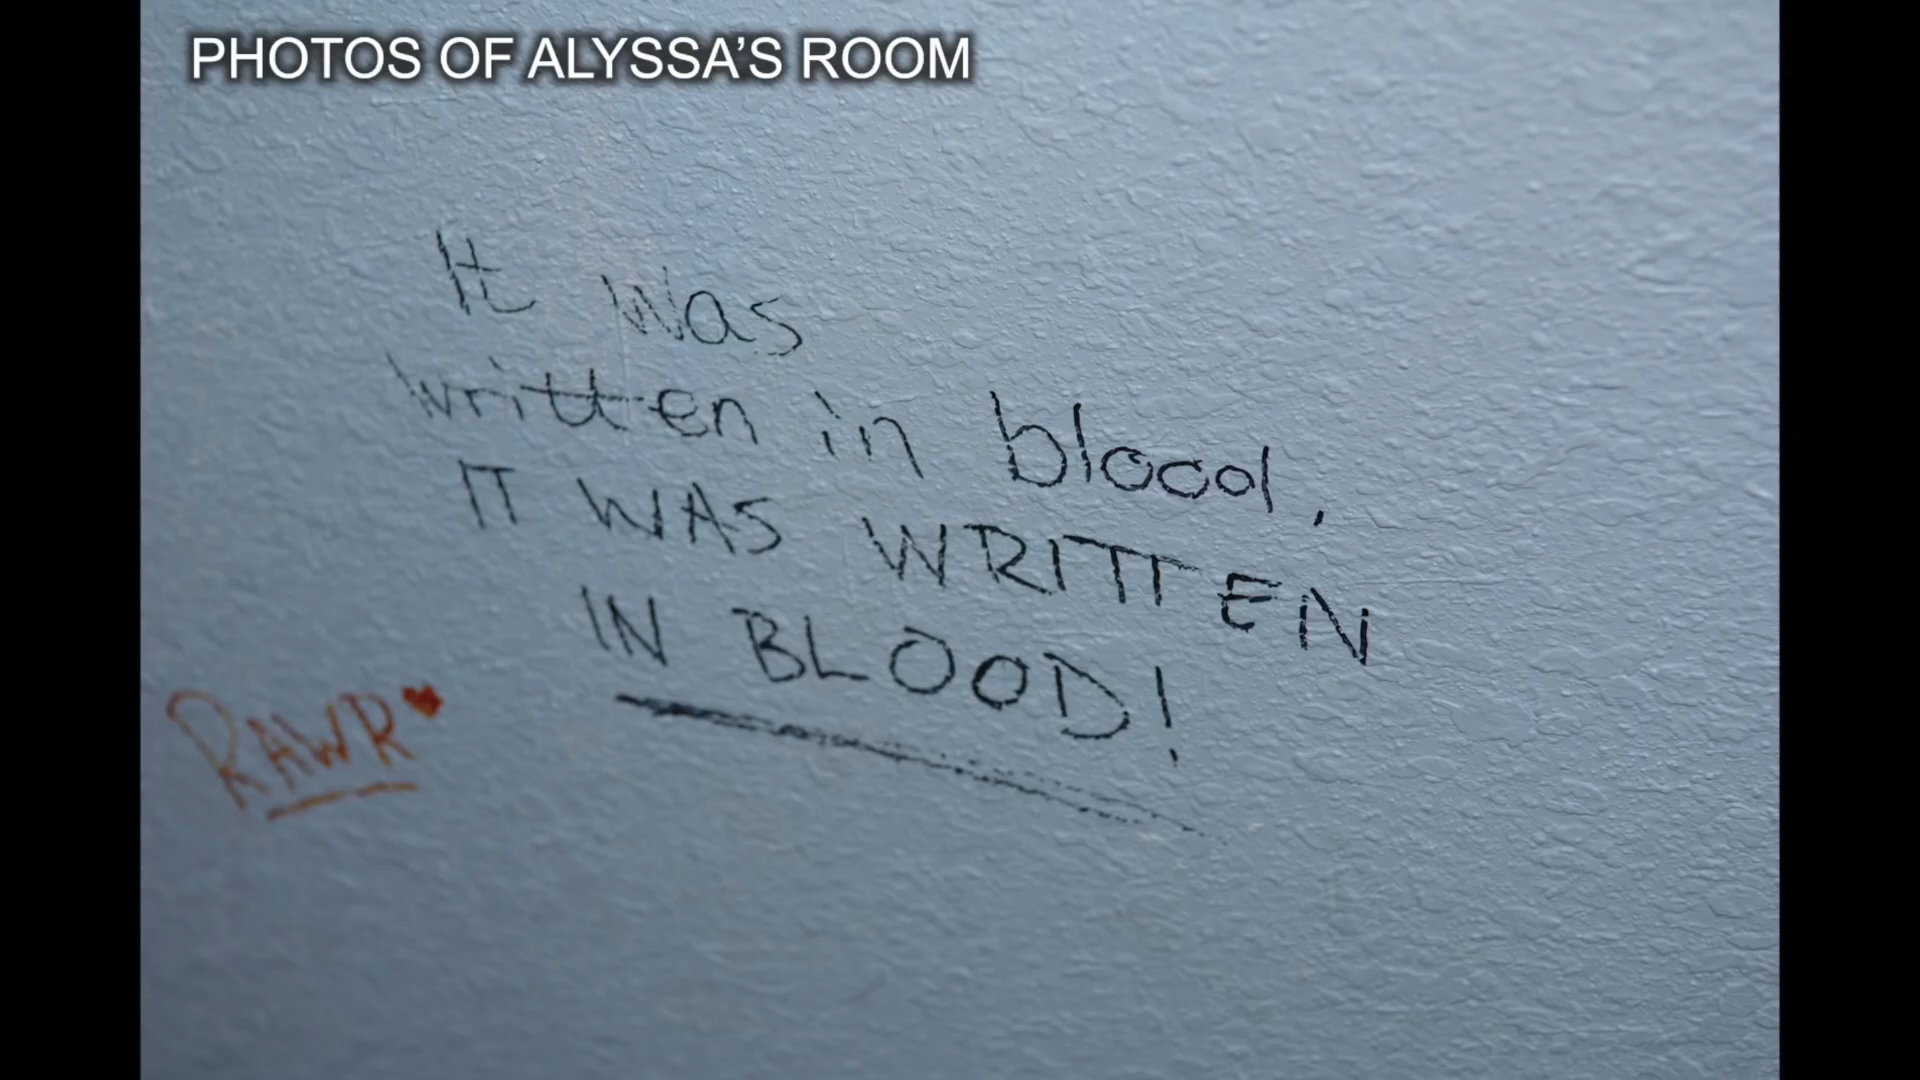 PHOTOS OF ALYSSA'S ROOM
It was
written in blood,
IT WAS WRITTEN
IN BLOOD!
RAWR